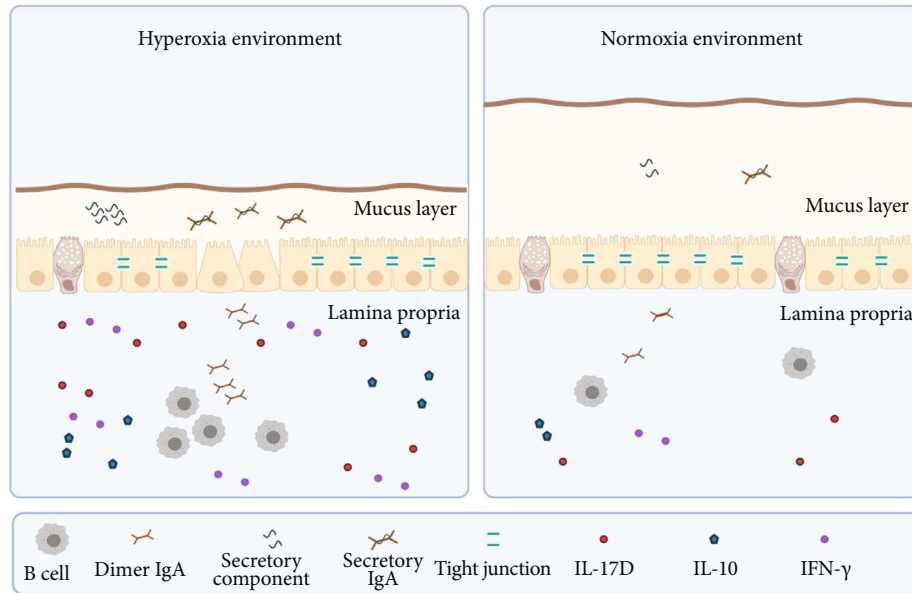 Hyperoxia environment
Normoxia environment
Mucus layer
Lamina propria
Mucus layer
Lamina propria
B cell
Dimer IgA
Secretory
component
Secretory
IgA
Tight junction
IL-17D
IL-10
IFN-γ